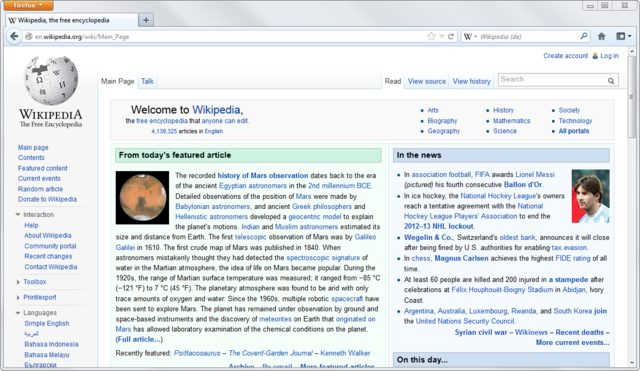 Firefox
Wikipedia, the free encyclopedia
en.wikipedia.org/wiki/Main_Page
Wikipedia (de)
Create account Log in
Main Page Talk
Read View source View history
Search
WIKIPEDIA
The Free Encyclopedia
Main page
Contents
Featured content
Current events
Random article
Donate to Wikipedia
Interaction
Help
About Wikipedia
Community portal
Recent changes
Contact Wikipedia
Toolbox
Print/export
Languages
Simple English
العربية
Bahasa Indonesia
Bahasa Melayu
Welcome to Wikipedia,
the free encyclopedia that anyone can edit.
4,139,325 articles in English
Arts
Biography
Geography
History
Mathematics
Science
Society
Technology
All portals
From today's featured article
The recorded history of Mars observation dates back to the era
of the ancient Egyptian astronomers in the 2nd millennium BCE.
Detailed observations of the position of Mars were made by
Babylonian astronomers, and ancient Greek philosophers and
Hellenistic astronomers developed a geocentric model to explain
the planet's motions. Indian and Muslim astronomers estimated its
size and distance from Earth. The first telescopic observation of Mars was by Galileo
Galilei in 1610. The first crude map of Mars was published in 1840. When
astronomers mistakenly thought they had detected the spectroscopic signature of
water in the Martian atmosphere, the idea of life on Mars became popular. During the
1920s, the range of Martian surface temperature was measured; it ranged from −85 °C
(−121 °F) to 7 °C (45 °F). The planetary atmosphere was found to be arid with only
trace amounts of oxygen and water. Since the 1960s, multiple robotic spacecraft have
been sent to explore Mars. The planet has remained under observation by ground and
space-based instruments and the discovery of meteorites on Earth that originated on
Mars has allowed laboratory examination of the chemical conditions on the planet.
(Full article...)
Recently featured: Psittacosaurus – The Covent-Garden Journal – Kenneth Walker
Archive – By email – More featured articles...
In the news
In association football, FIFA awards Lionel Messi
(pictured) his fourth consecutive Ballon d'Or.
In ice hockey, the National Hockey League's owners
reach a tentative agreement with the National
Hockey League Players' Association to end the
2012–13 NHL lockout.
Wegelin & Co., Switzerland's oldest bank, announces it will close
after being fined by U.S. authorities for enabling tax evasion.
In chess, Magnus Carlsen achieves the highest FIDE rating of all
time.
At least 60 people are killed and 200 injured in a stampede after
celebrations at Félix Houphouët-Boigny Stadium in Abidjan, Ivory
Coast.
Argentina, Australia, Luxembourg, Rwanda, and South Korea join
the United Nations Security Council.
Syrian civil war – Wikinews – Recent deaths –
More current events...
On this day...